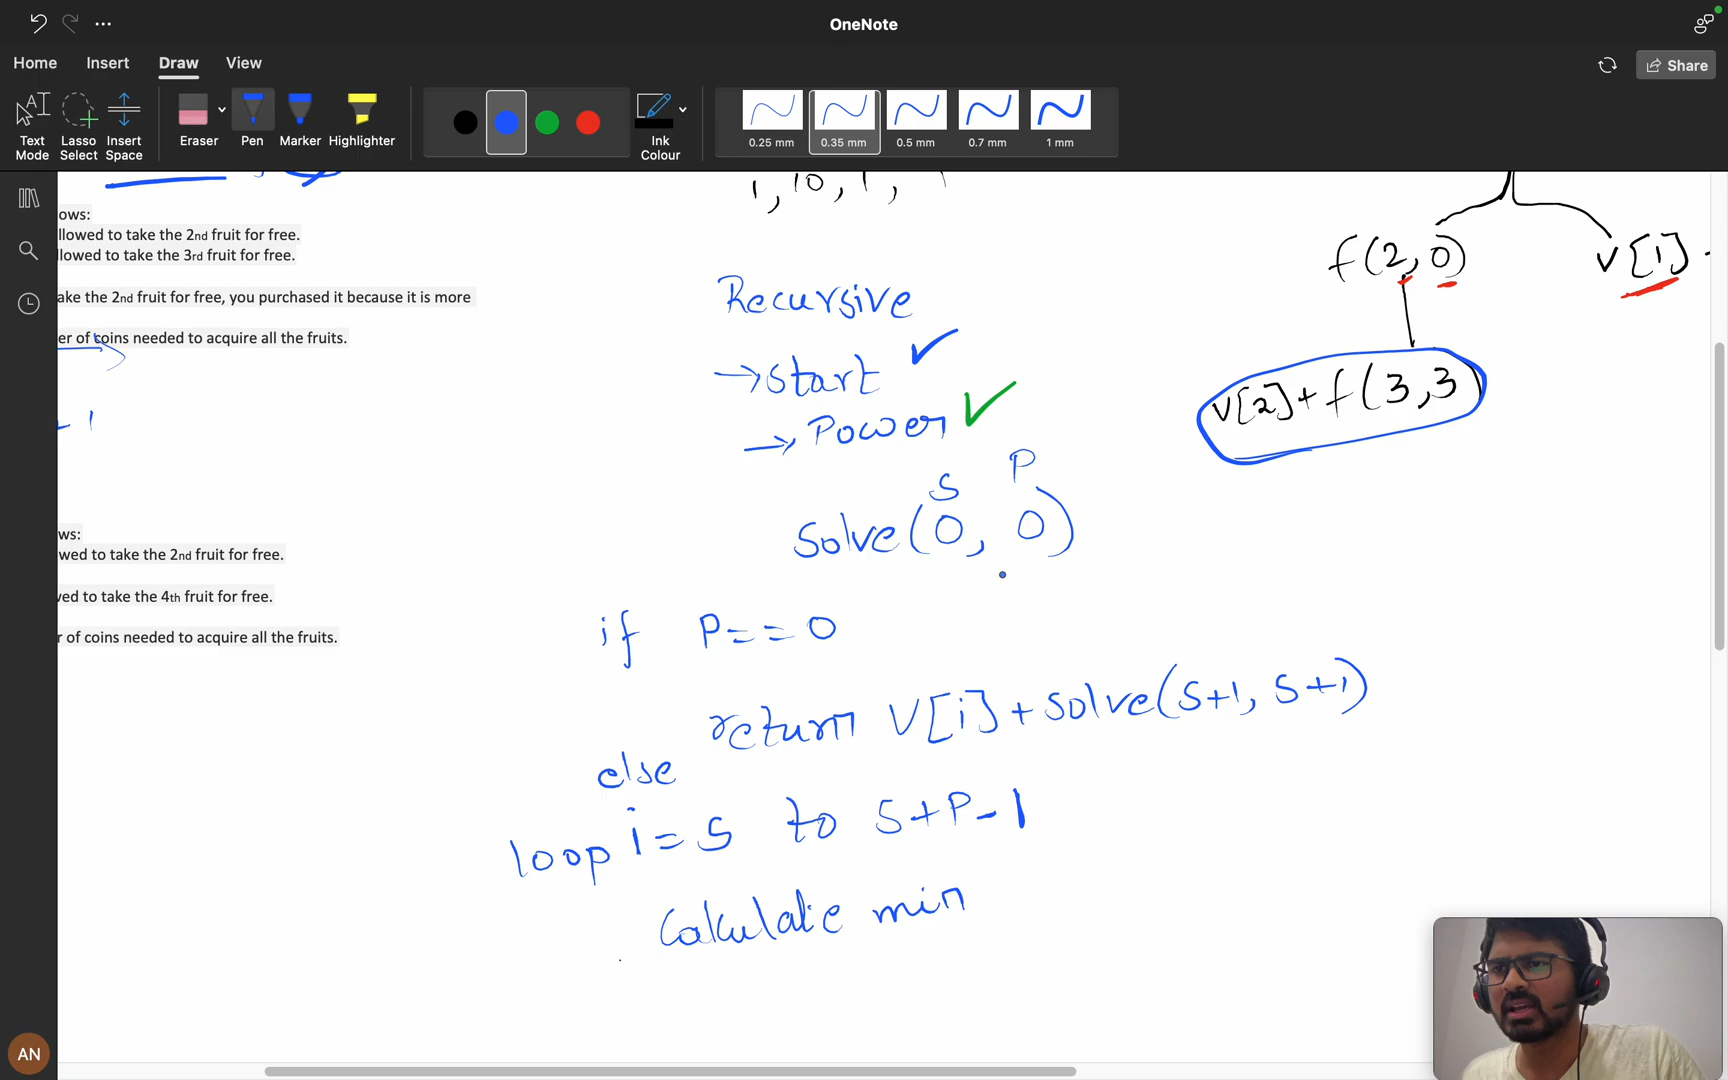 OneNote
Home Insert Draw View
Share
Text Mode
Lasso Select
Insert Space
Eraser
Pen
Marker
Highlighter
Ink Colour
0.25 mm
0.35 mm
0.5 mm
0.7 mm
1 mm
ows:
llowed to take the 2nd fruit for free.
llowed to take the 3rd fruit for free.
ake the 2nd fruit for free, you purchased it because it is more
er of coins needed to acquire all the fruits.
- 1
ws:
wed to take the 2nd fruit for free.
ved to take the 4th fruit for free.
r of coins needed to acquire all the fruits.
1, 10, 1,
f(2, 0)
v[1]
v[2]+f(3,3
Recursive
→ start
→ Power
S P
Solve(0, 0)
if P==0
return V[i]+solve(S+1, S+1)
else
loop i=S to S+P-1
Calculate min
AN